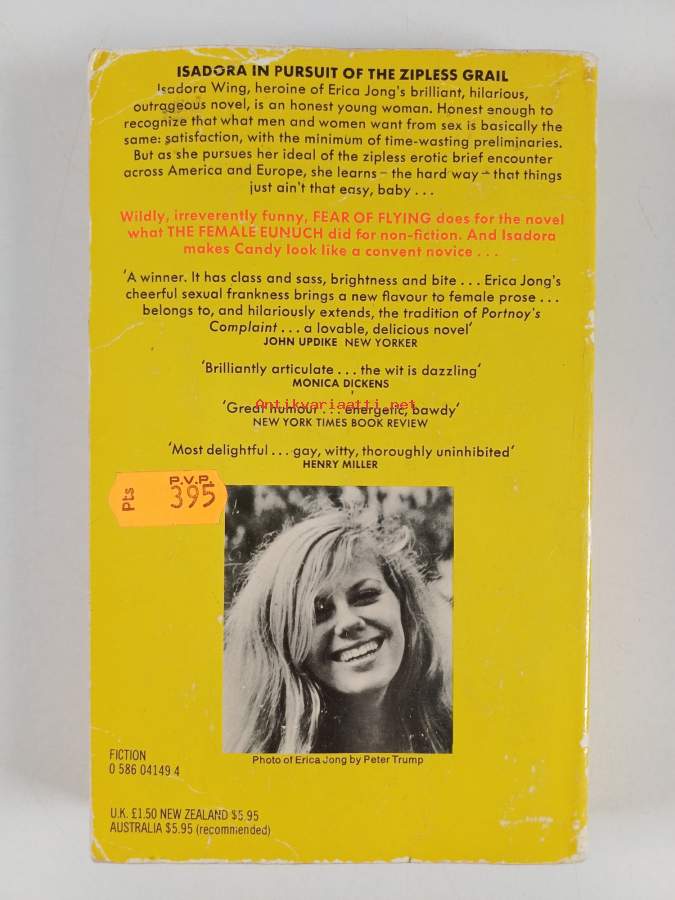 ISADORA IN PURSUIT OF THE ZIPLESS GRAIL
Isadora Wing, heroine of Erica Jong's brilliant, hilarious,
outrageous novel, is an honest young woman. Honest enough to
recognize that what men and women want from sex is basically the
same: satisfaction, with the minimum of time-wasting preliminaries.
But as she pursues her ideal of the zipless erotic brief encounter
across America and Europe, she learns – the hard way – that things
just ain't that easy, baby ...
Wildly, irreverently funny, FEAR OF FLYING does for the novel
what THE FEMALE EUNUCH did for non-fiction. And Isadora
makes Candy look like a convent novice ...
'A winner. It has class and sass, brightness and bite ... Erica Jong's
cheerful sexual frankness brings a new flavour to female prose ...
belongs to, and hilariously extends, the tradition of Portnoy's
Complaint ... a lovable, delicious novel'
JOHN UPDIKE NEW YORKER
'Brilliantly articulate ... the wit is dazzling'
MONICA DICKENS
Antikvariaatti.net
'Great humour ... energetic, bawdy'
NEW YORK TIMES BOOK REVIEW
'Most delightful ... gay, witty, thoroughly uninhibited'
HENRY MILLER
P.V.P.
Pts 395
Photo of Erica Jong by Peter Trump
FICTION
0 586 04149 4
U.K. £1.50 NEW ZEALAND $5.95
AUSTRALIA $5.95 (recommended)